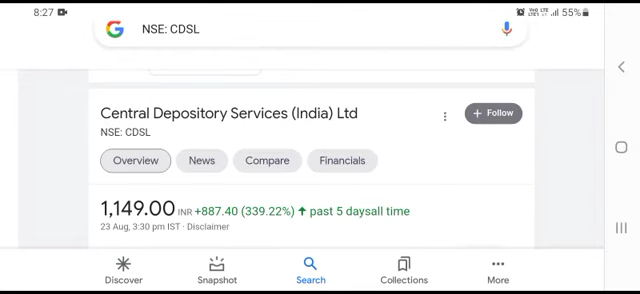 8:27 55%
NSE: CDSL
Central Depository Services (India) Ltd
+ Follow
NSE: CDSL
Overview News Compare Financials
1,149.00 INR +887.40 (339.22%) ↑ past 5 daysall time
23 Aug, 3:30 pm IST · Disclaimer
Discover Snapshot Search Collections More